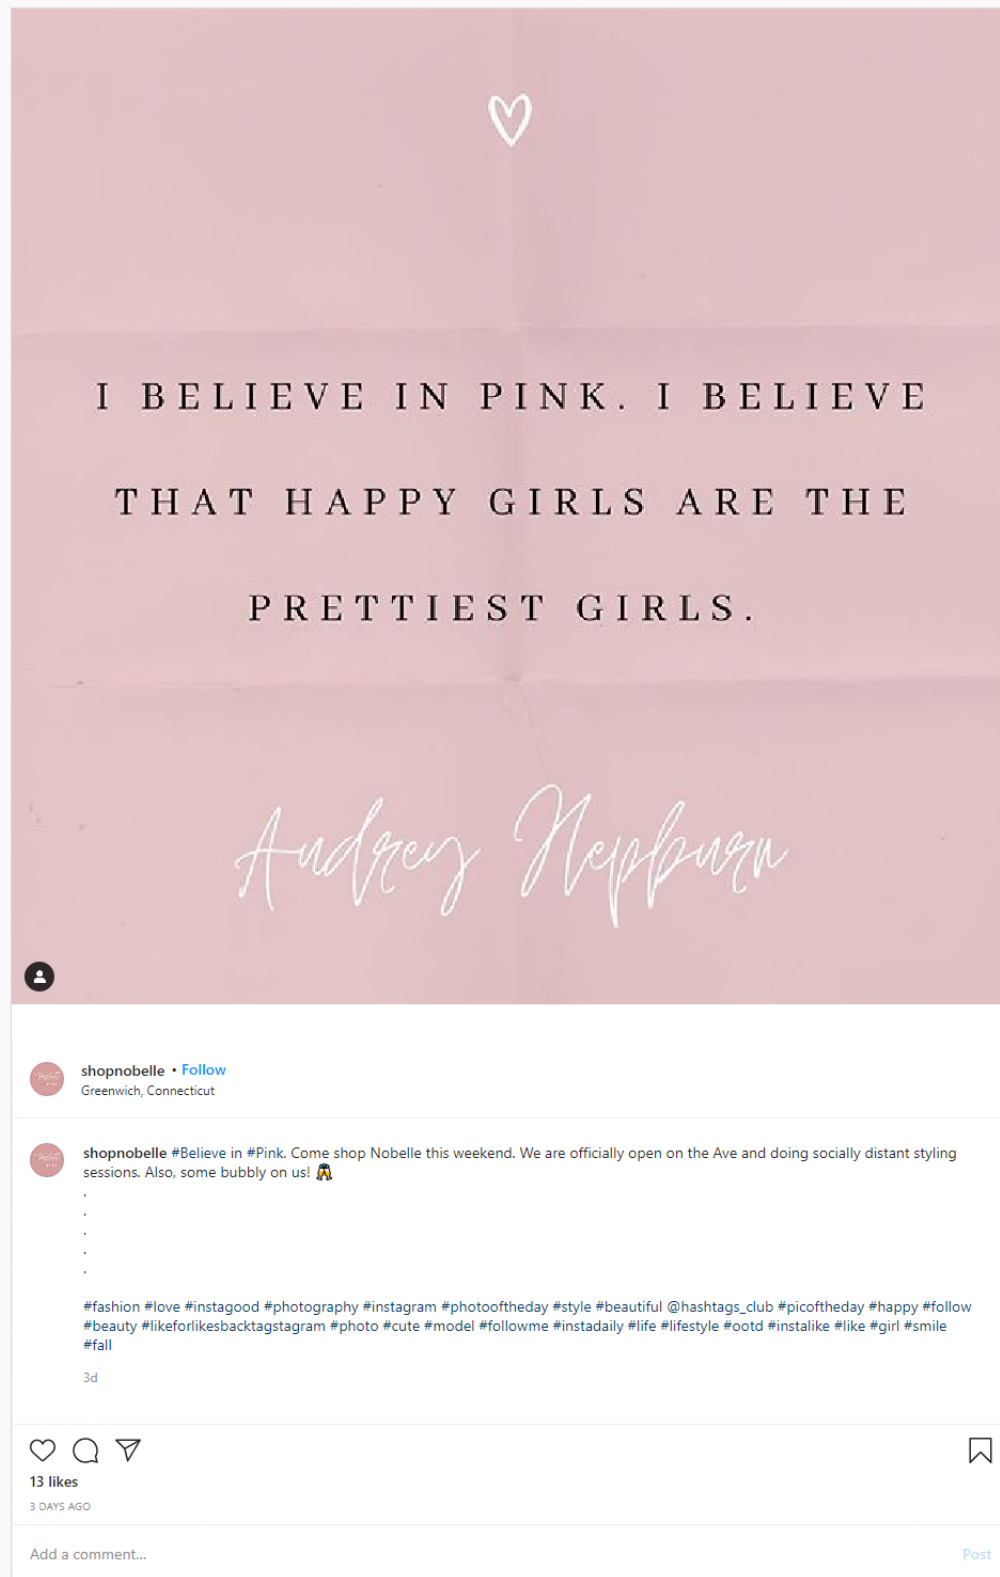 I BELIEVE IN PINK. I BELIEVE
THAT HAPPY GIRLS ARE THE
PRETTIEST GIRLS.
Audrey Hepburn
shopnobelle • Follow
Greenwich, Connecticut
shopnobelle #Believe in #Pink. Come shop Nobelle this weekend. We are officially open on the Ave and doing socially distant styling
sessions. Also, some bubbly on us! 🥂
.
.
.
.
.
#fashion #love #instagood #photography #instagram #photooftheday #style #beautiful @hashtags_club #picoftheday #happy #follow
#beauty #likeforlikesbacktagstagram #photo #cute #model #followme #instadaily #life #lifestyle #ootd #instalike #like #girl #smile
#fall
3d
13 likes
3 DAYS AGO
Add a comment... Post